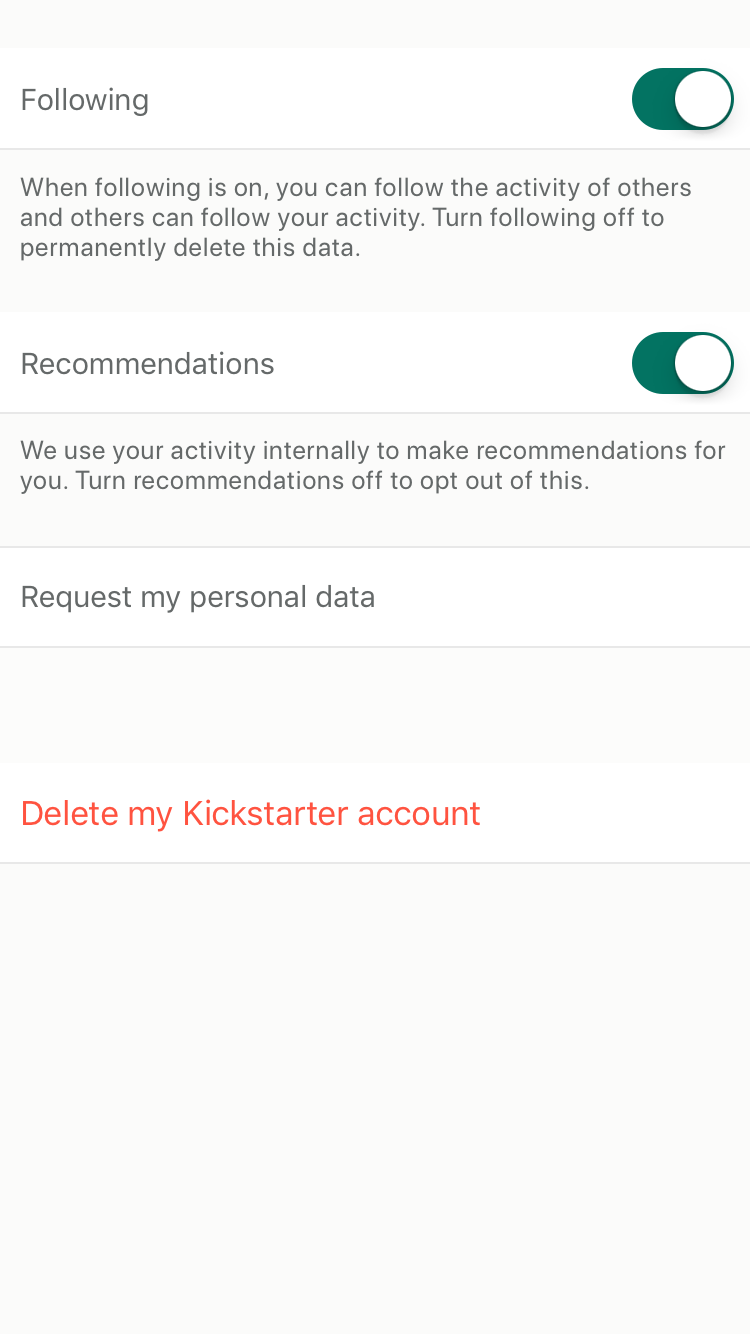 Following
When following is on, you can follow the activity of others
and others can follow your activity. Turn following off to
permanently delete this data.
Recommendations
We use your activity internally to make recommendations for
you. Turn recommendations off to opt out of this.
Request my personal data
Delete my Kickstarter account